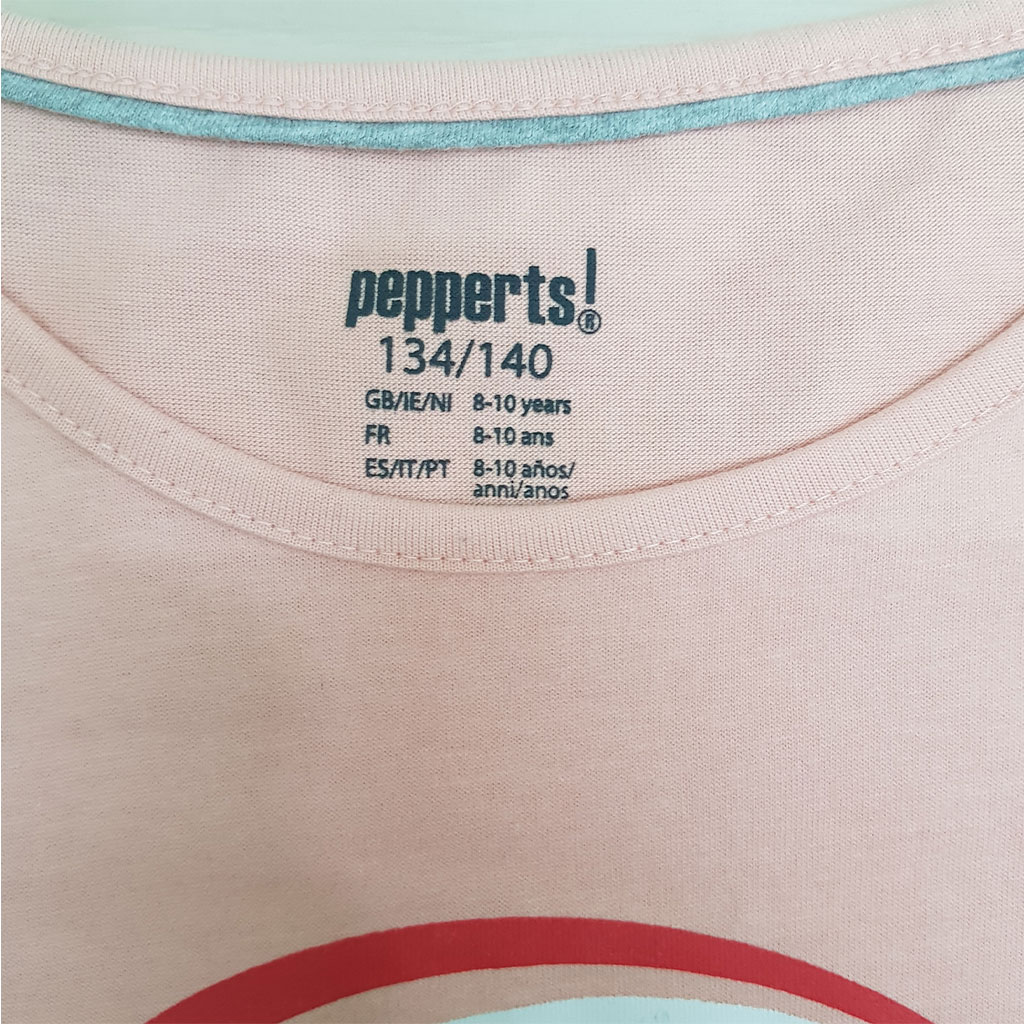 pepperts!®
134/140
GB/IE/NI 8-10 years
FR 8-10 ans
ES/IT/PT 8-10 años/
anni/anos